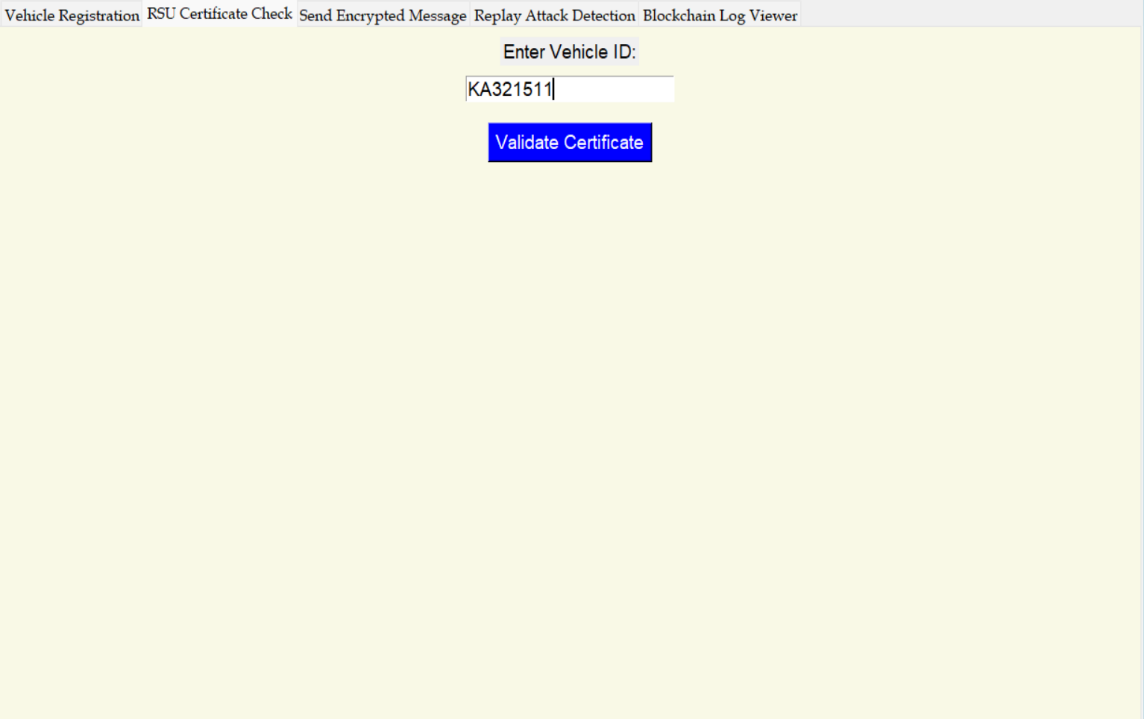 Vehicle Registration RSU Certificate Check Send Encrypted Message Replay Attack Detection Blockchain Log Viewer
Enter Vehicle ID:
KA321511
Validate Certificate